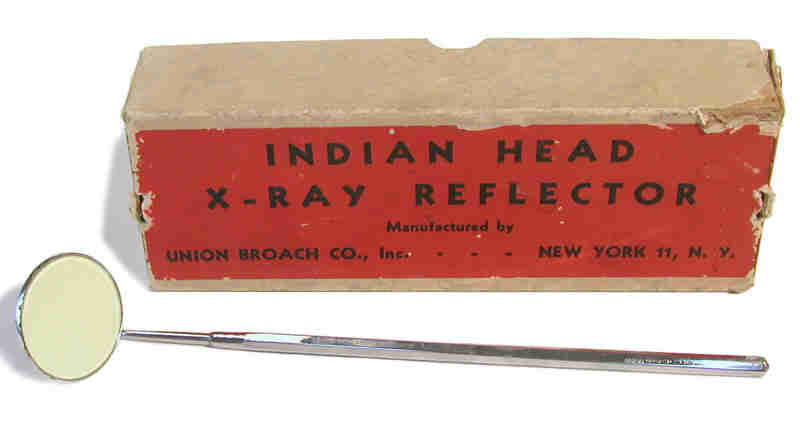 INDIAN HEAD
X-RAY REFLECTOR
Manufactured by
UNION BROACH CO., Inc. - - - NEW YORK 11, N. Y.